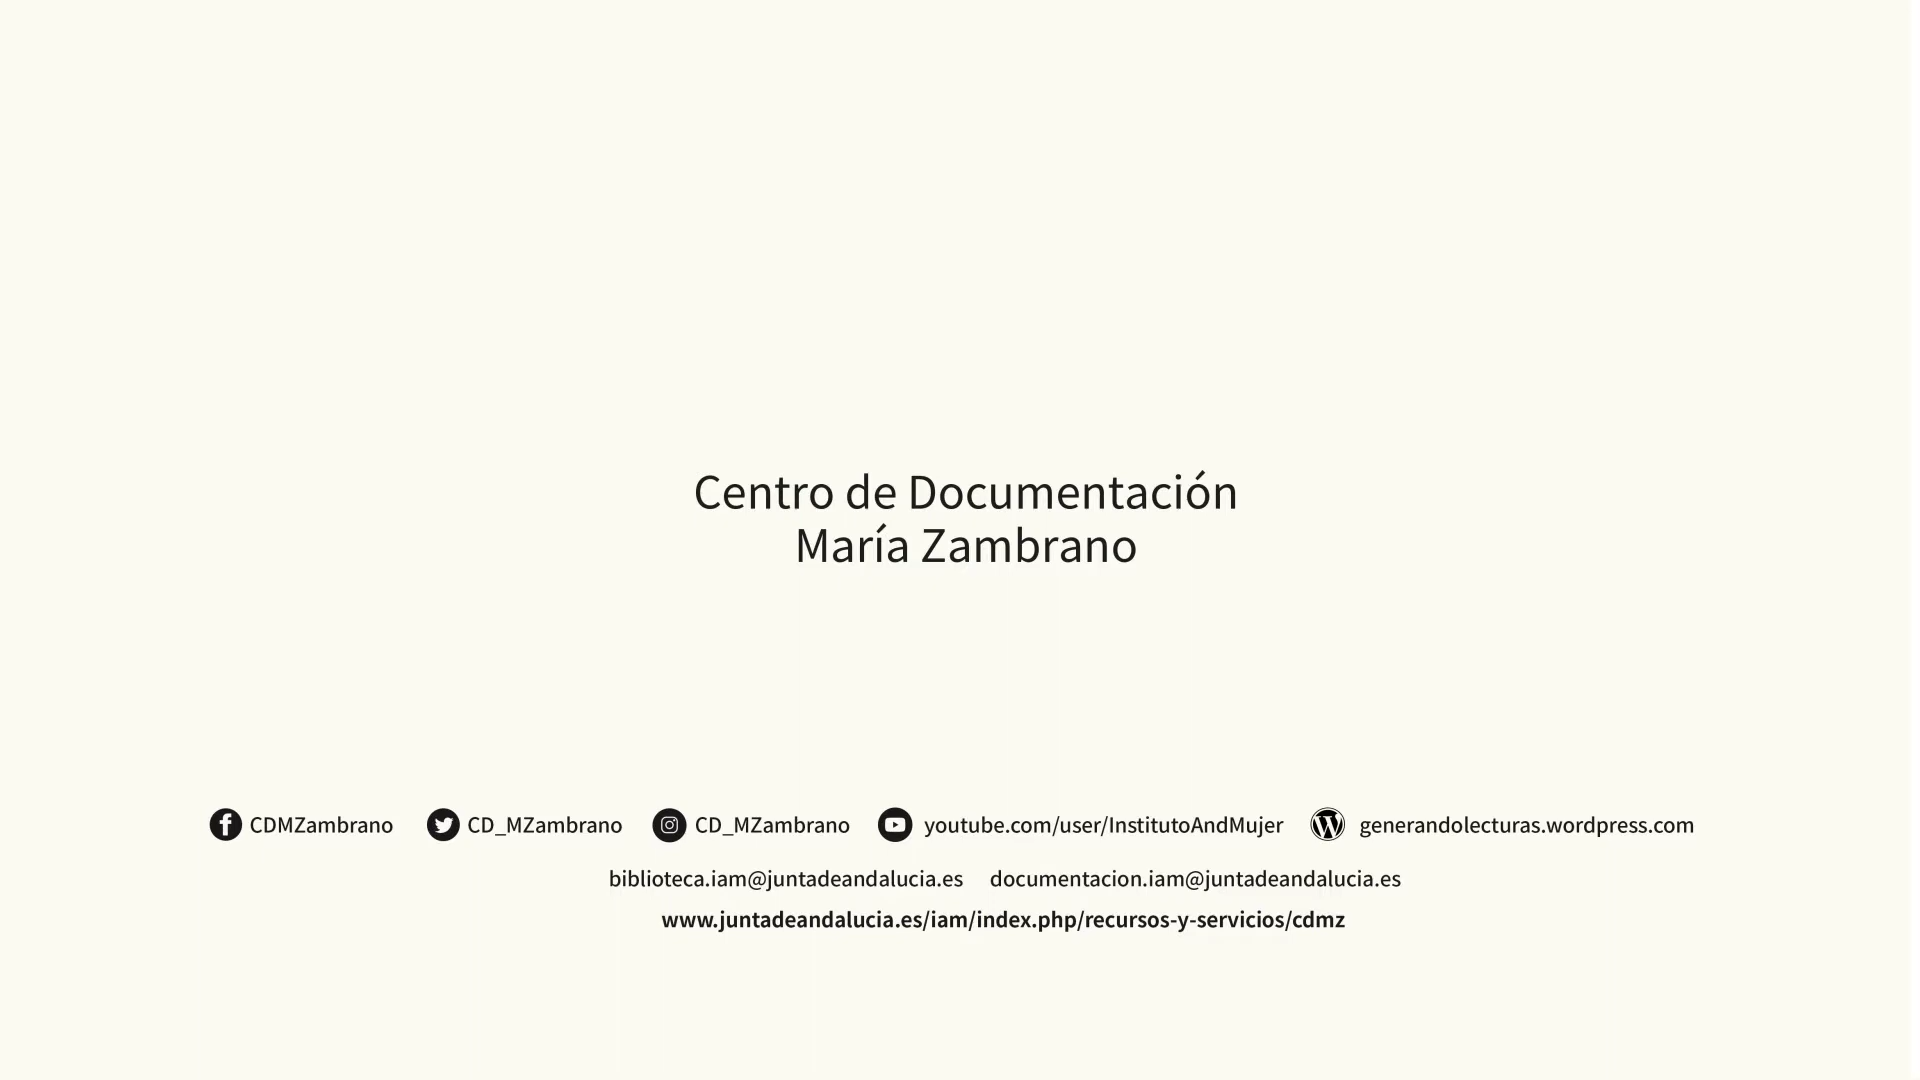 Centro de Documentación
María Zambrano
CDMZambrano CD_MZambrano CD_MZambrano youtube.com/user/InstitutoAndMujer generandolecturas.wordpress.com
biblioteca.iam@juntadeandalucia.es documentacion.iam@juntadeandalucia.es
www.juntadeandalucia.es/iam/index.php/recursos-y-servicios/cdmz